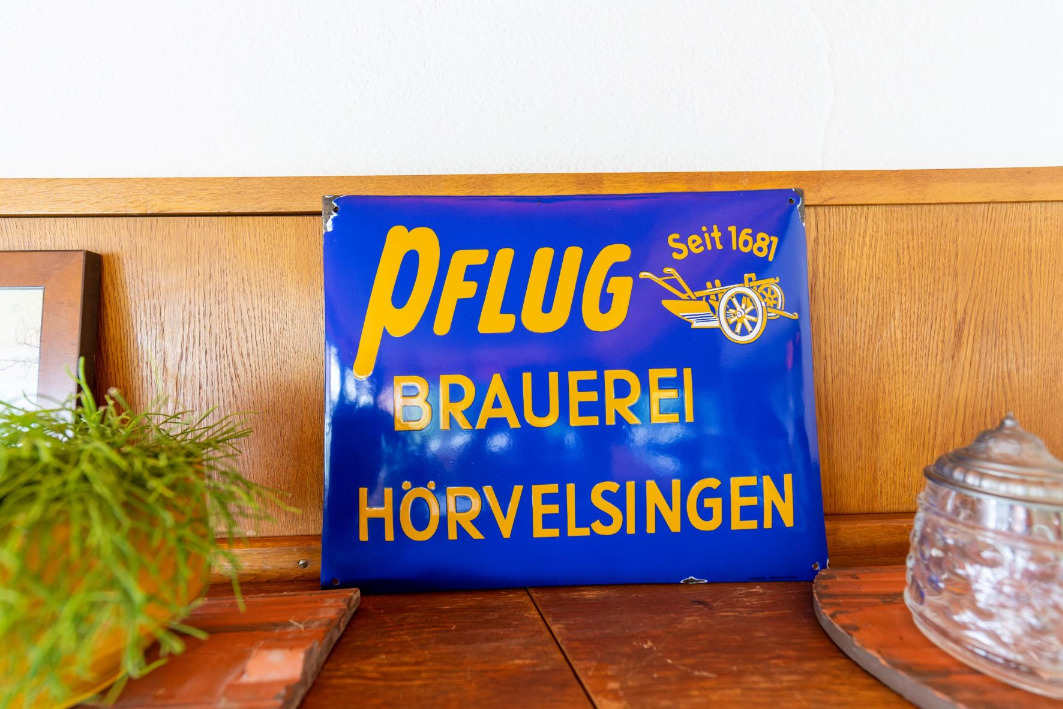 PFLUG
Seit 1681
BRAUEREI
HÖRVELSINGEN